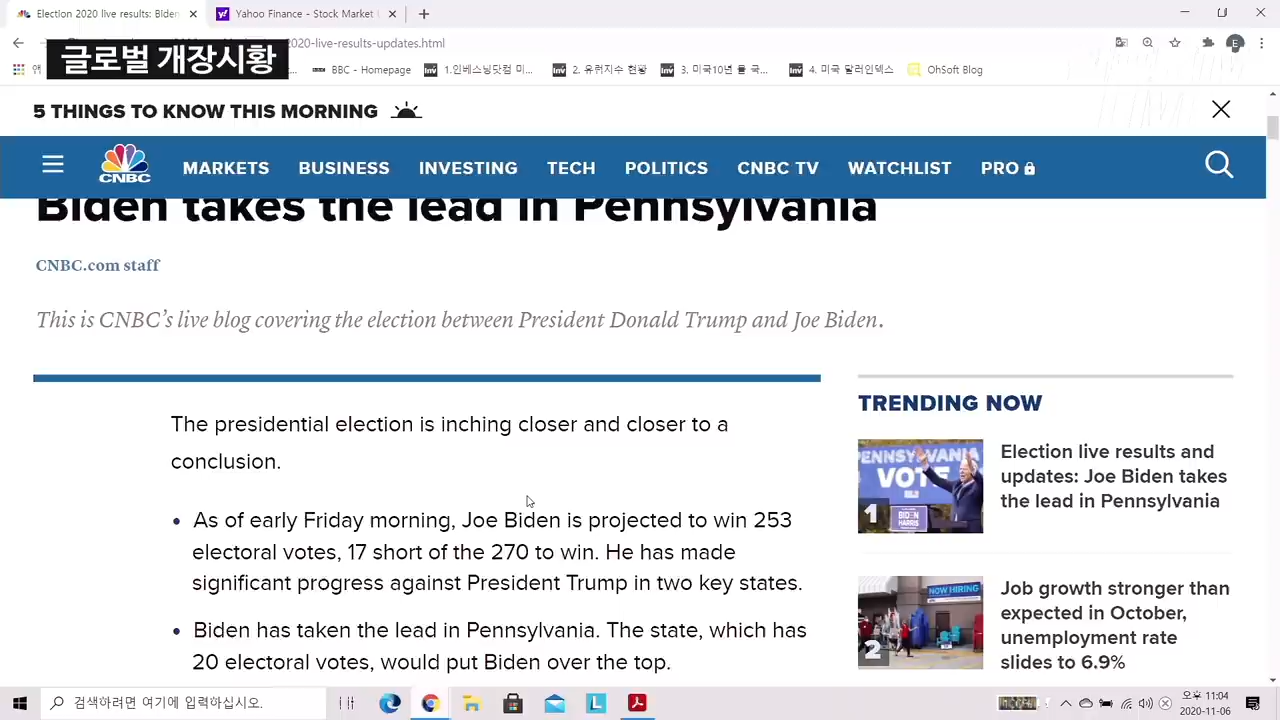 Election 2020 live results: Biden
Yahoo Finance - Stock Market
글로벌 개장시황
2020-live-results-updates.html
BBC - Homepage
1.인베스닝닷컴 미...
2. 유뤄지수 현황
3. 미국10년 물 국...
4. 미국 달러인덱스
OhSoft Blog
5 THINGS TO KNOW THIS MORNING
CNBC
MARKETS
BUSINESS
INVESTING
TECH
POLITICS
CNBC TV
WATCHLIST
PRO
Biden takes the lead in Pennsylvania
CNBC.com staff
This is CNBC's live blog covering the election between President Donald Trump and Joe Biden.
The presidential election is inching closer and closer to a
conclusion.
• As of early Friday morning, Joe Biden is projected to win 253
electoral votes, 17 short of the 270 to win. He has made
significant progress against President Trump in two key states.
• Biden has taken the lead in Pennsylvania. The state, which has
20 electoral votes, would put Biden over the top.
TRENDING NOW
PENNSYLVANIA
VOTE
BIDEN
HARRIS
1
Election live results and
updates: Joe Biden takes
the lead in Pennsylvania
NOW HIRING
2
Job growth stronger than
expected in October,
unemployment rate
slides to 6.9%
검색하려면 여기에 입력하십시오.
오후 11:04
2020-11-06